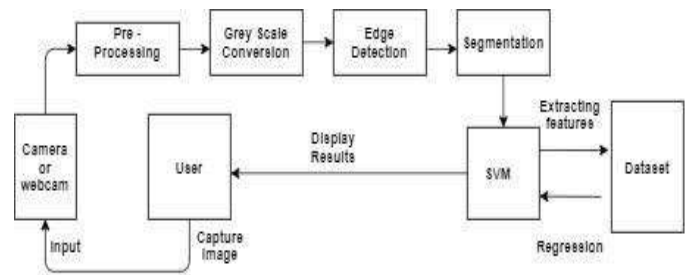 Pre -
Processing
Grey Scale
Conversion
Edge
Detection
Segmentation
Extracting
features
Camera
or
webcam
User
Display
Results
SVM
Dataset
Input
Capture
Image
Regression